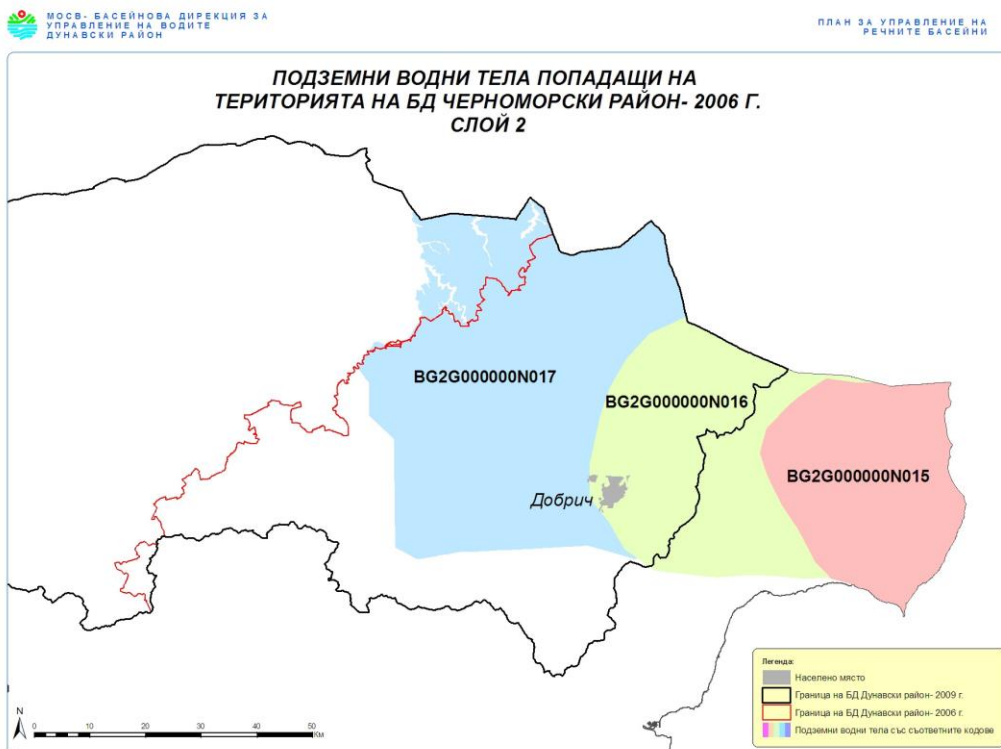 МОСВ- БАСЕЙНОВА ДИРЕКЦИЯ ЗА
УПРАВЛЕНИЕ НА ВОДИТЕ
ДУНАВСКИ РАЙОН
ПЛАН ЗА УПРАВЛЕНИЕ НА
РЕЧНИТЕ БАСЕЙНИ
ПОДЗЕМНИ ВОДНИ ТЕЛА ПОПАДАЩИ НА
ТЕРИТОРИЯТА НА БД ЧЕРНОМОРСКИ РАЙОН- 2006 Г.
СЛОЙ 2
BG2G000000N017
BG2G000000N016
BG2G000000N015
Добрич
Легенда:
Населено място
Граница на БД Дунавски район- 2009 г.
Граница на БД Дунавски район- 2006 г.
Подземни водни тела със съответните кодове
N
0 10 20 30 40 50
Км